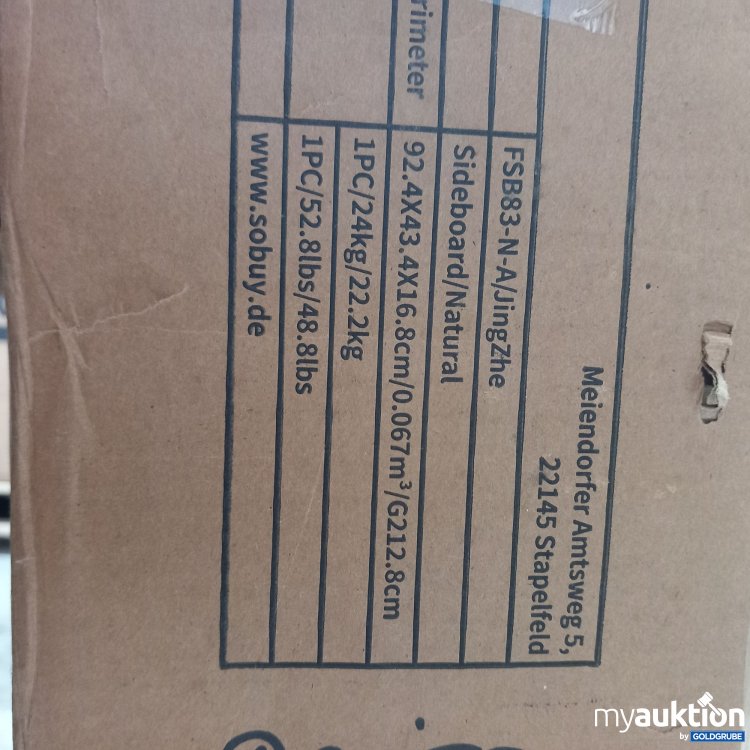 Meiendorfer Amtsweg 5,
22145 Stapelfeld
FSB83-N-A/JingZhe
Sideboard/Natural
rimeter
92.4X43.4X16.8cm/0.067m³/G212.8cm
1PC/24kg/22.2kg
1PC/52.8lbs/48.8lbs
www.sobuy.de
myauktion
by GOLDGRUBE